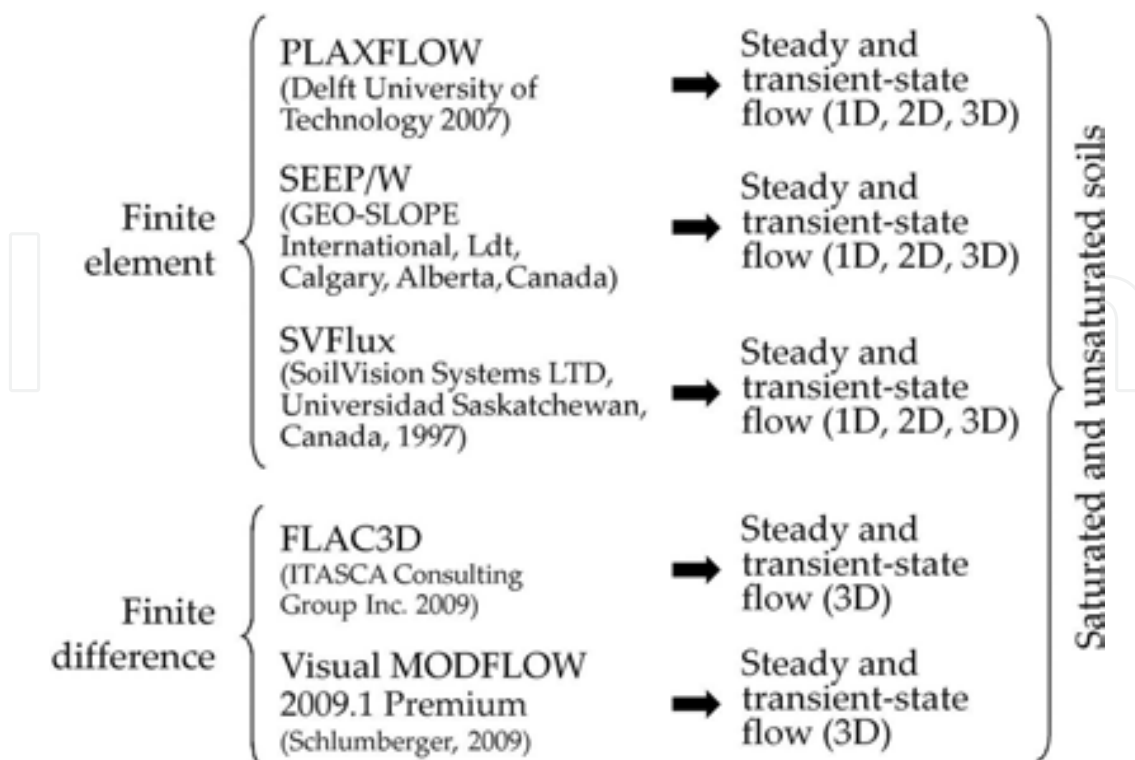 Finite
element
PLAXFLOW
(Delft University of
Technology 2007)
Steady and
transient-state
flow (1D, 2D, 3D)
SEEP/W
(GEO-SLOPE
International, Ldt,
Calgary, Alberta, Canada)
Steady and
transient-state
flow (1D, 2D, 3D)
SVFlux
(SoilVision Systems LTD,
Universidad Saskatchewan,
Canada, 1997)
Steady and
transient-state
flow (1D, 2D, 3D)
Finite
difference
FLAC3D
(ITASCA Consulting
Group Inc. 2009)
Steady and
transient-state
flow (3D)
Visual MODFLOW
2009.1 Premium
(Schlumberger, 2009)
Steady and
transient-state
flow (3D)
Saturated and unsaturated soils